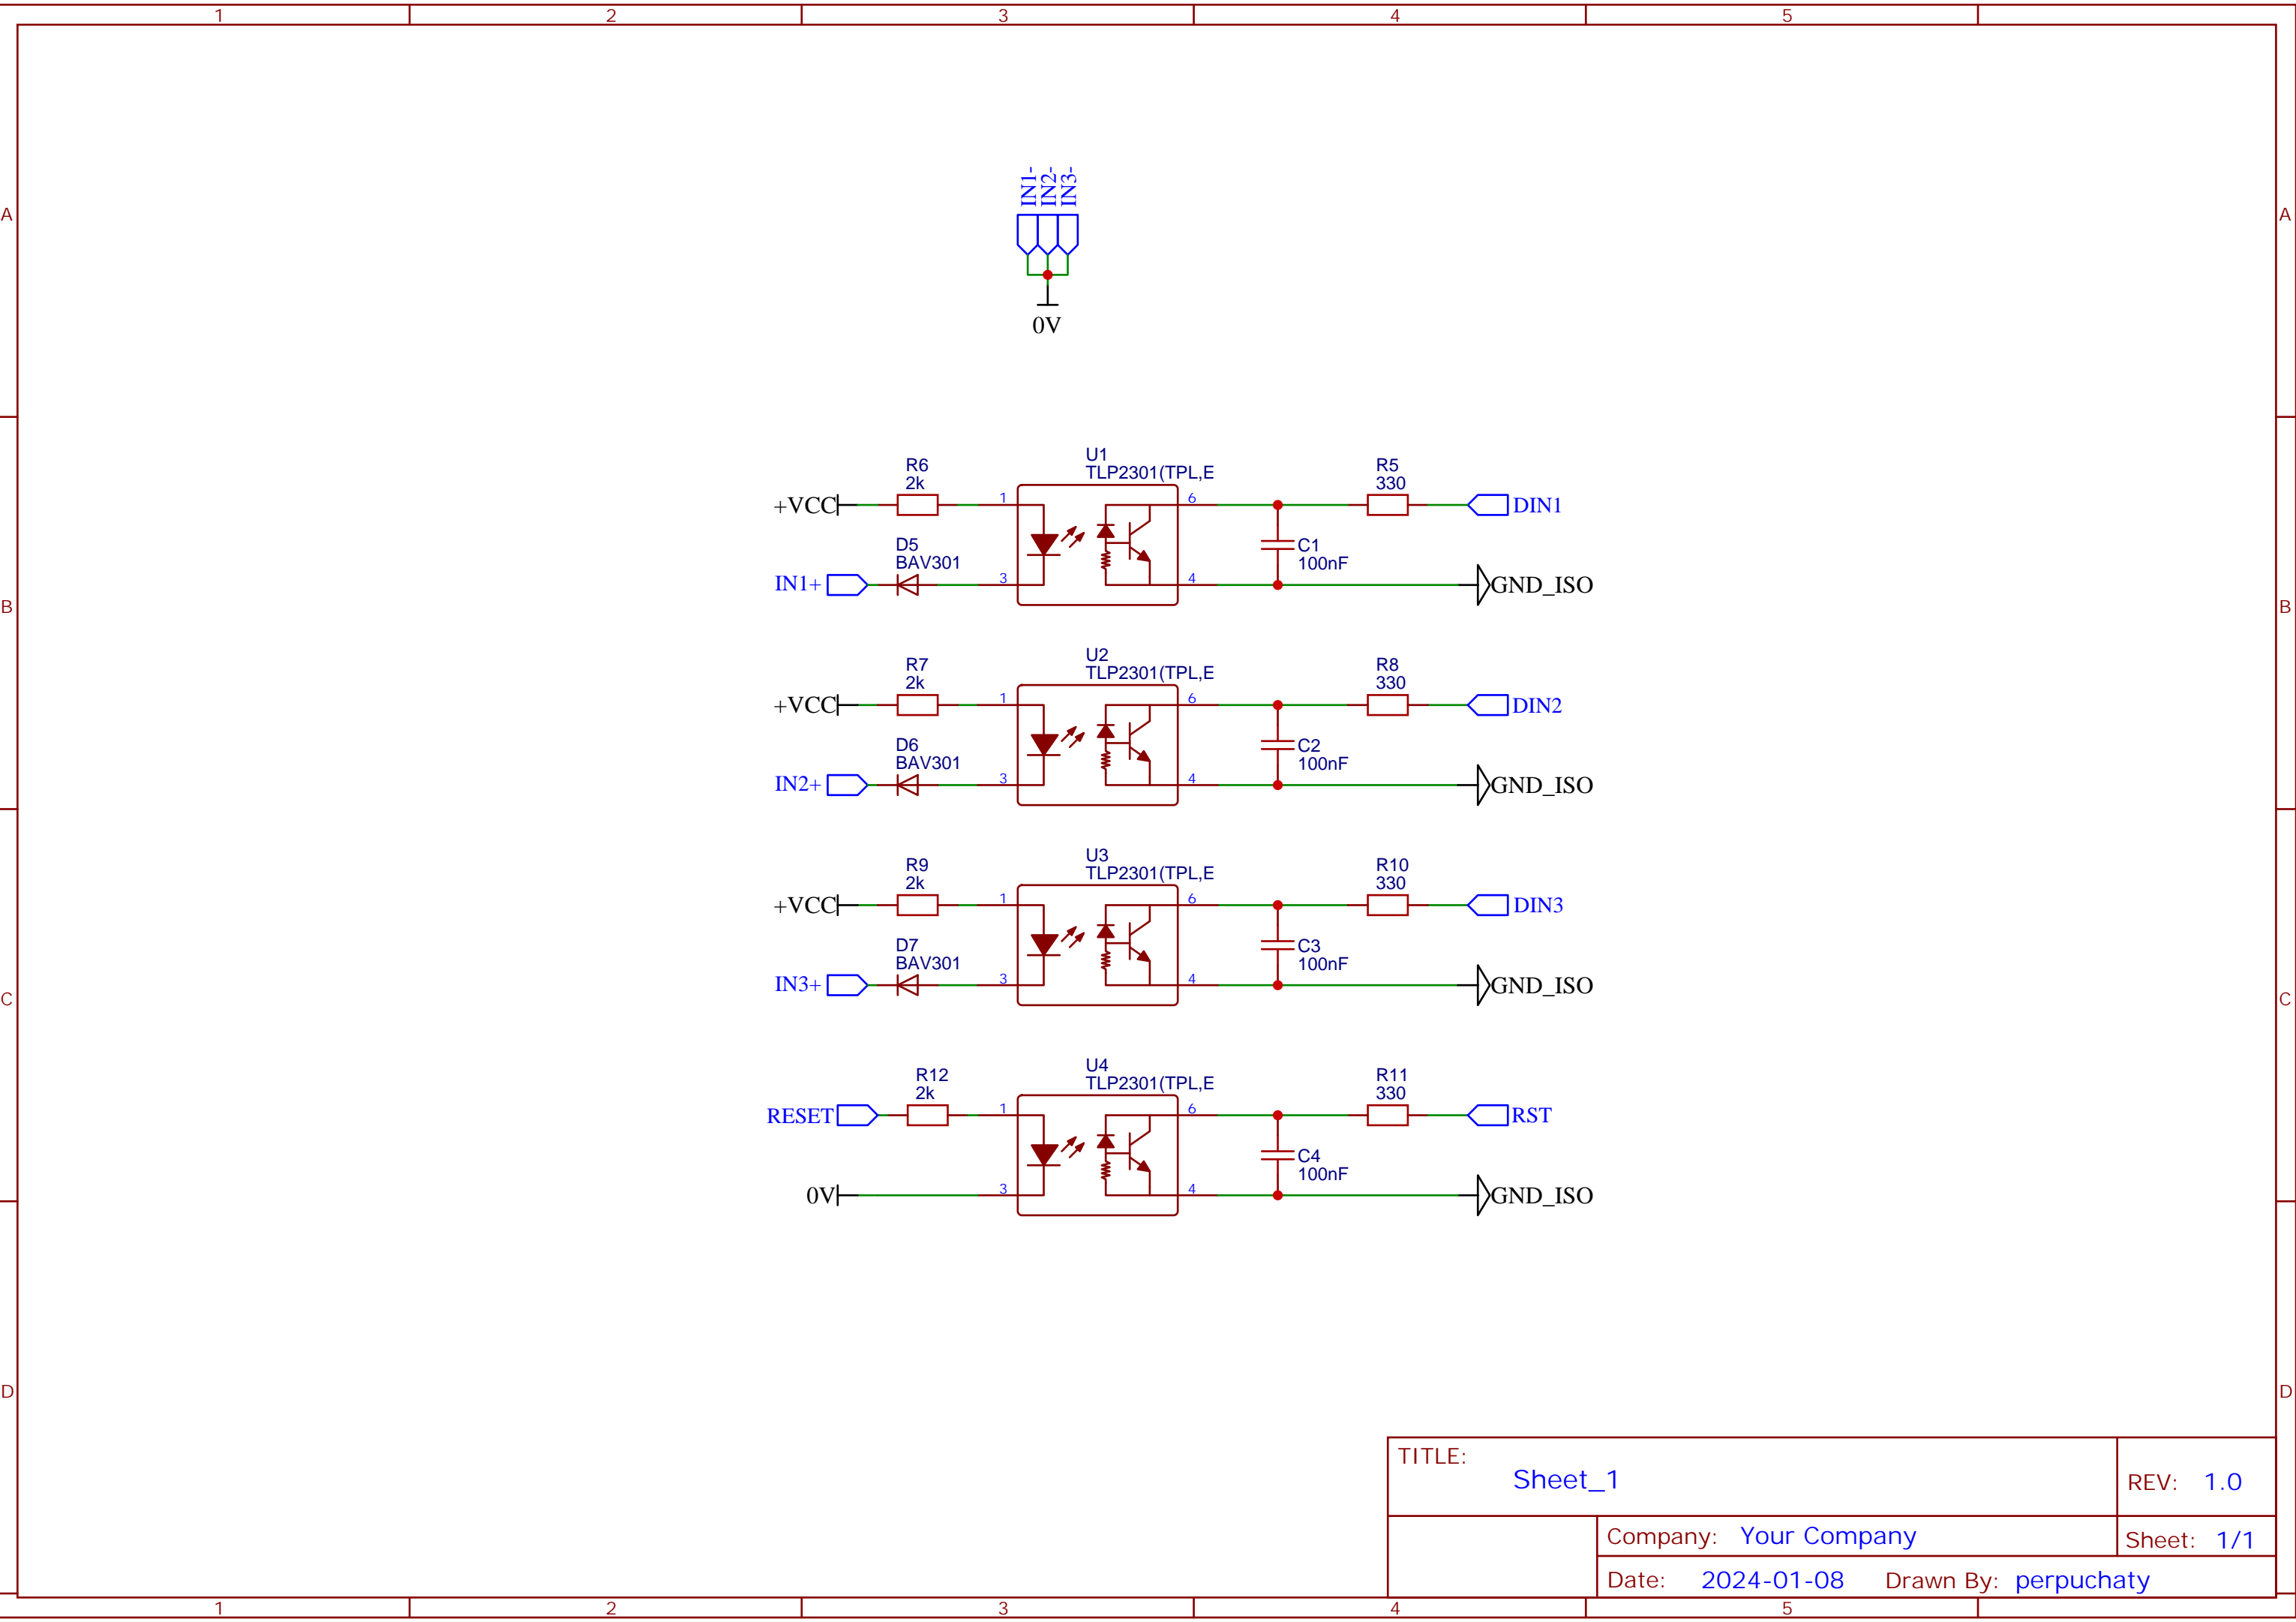 1 2 3 4 5
A A
IN1-
IN2-
IN3-
0V
B B
U1
TLP2301(TPL,E
R6
2k
R5
330
+VCC
1
6
DIN1
D5
BAV301
C1
100nF
IN1+
3
4
GND_ISO
U2
TLP2301(TPL,E
R7
2k
R8
330
+VCC
1
6
DIN2
D6
BAV301
C2
100nF
IN2+
3
4
GND_ISO
C C
U3
TLP2301(TPL,E
R9
2k
R10
330
+VCC
1
6
DIN3
D7
BAV301
C3
100nF
IN3+
3
4
GND_ISO
U4
TLP2301(TPL,E
R12
2k
R11
330
RESET
1
6
RST
C4
100nF
0V
3
4
GND_ISO
D D
TITLE:
Sheet_1
REV: 1.0
Company: Your Company
Sheet: 1/1
Date: 2024-01-08 Drawn By: perpuchaty
1 2 3 4 5